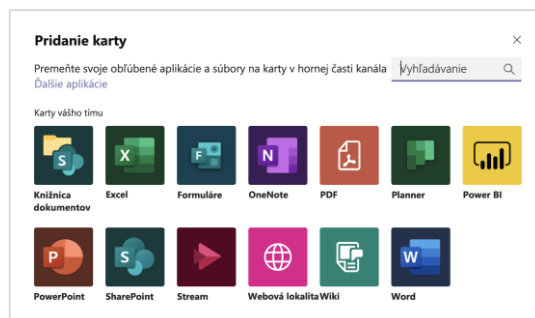 Pridanie karty
Premeňte svoje obľúbené aplikácie a súbory na karty v hornej časti kanála
Vyhľadávanie
Ďalšie aplikácie
Karty vášho tímu
S
X
F
N
Knižnica dokumentov
Excel
Formuláre
OneNote
PDF
Planner
Power BI
P
S
W
PowerPoint
SharePoint
Stream
Webová lokalita
Wiki
Word